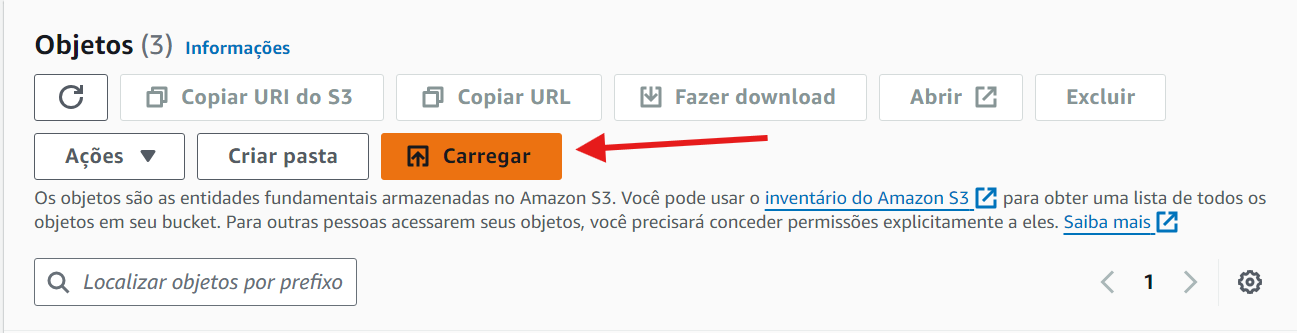 Objetos (3) Informações
Copiar URI do S3 Copiar URL Fazer download Abrir Excluir
Ações Criar pasta Carregar
Os objetos são as entidades fundamentais armazenadas no Amazon S3. Você pode usar o inventário do Amazon S3 para obter uma lista de todos os
objetos em seu bucket. Para outras pessoas acessarem seus objetos, você precisará conceder permissões explicitamente a eles. Saiba mais
Localizar objetos por prefixo 1